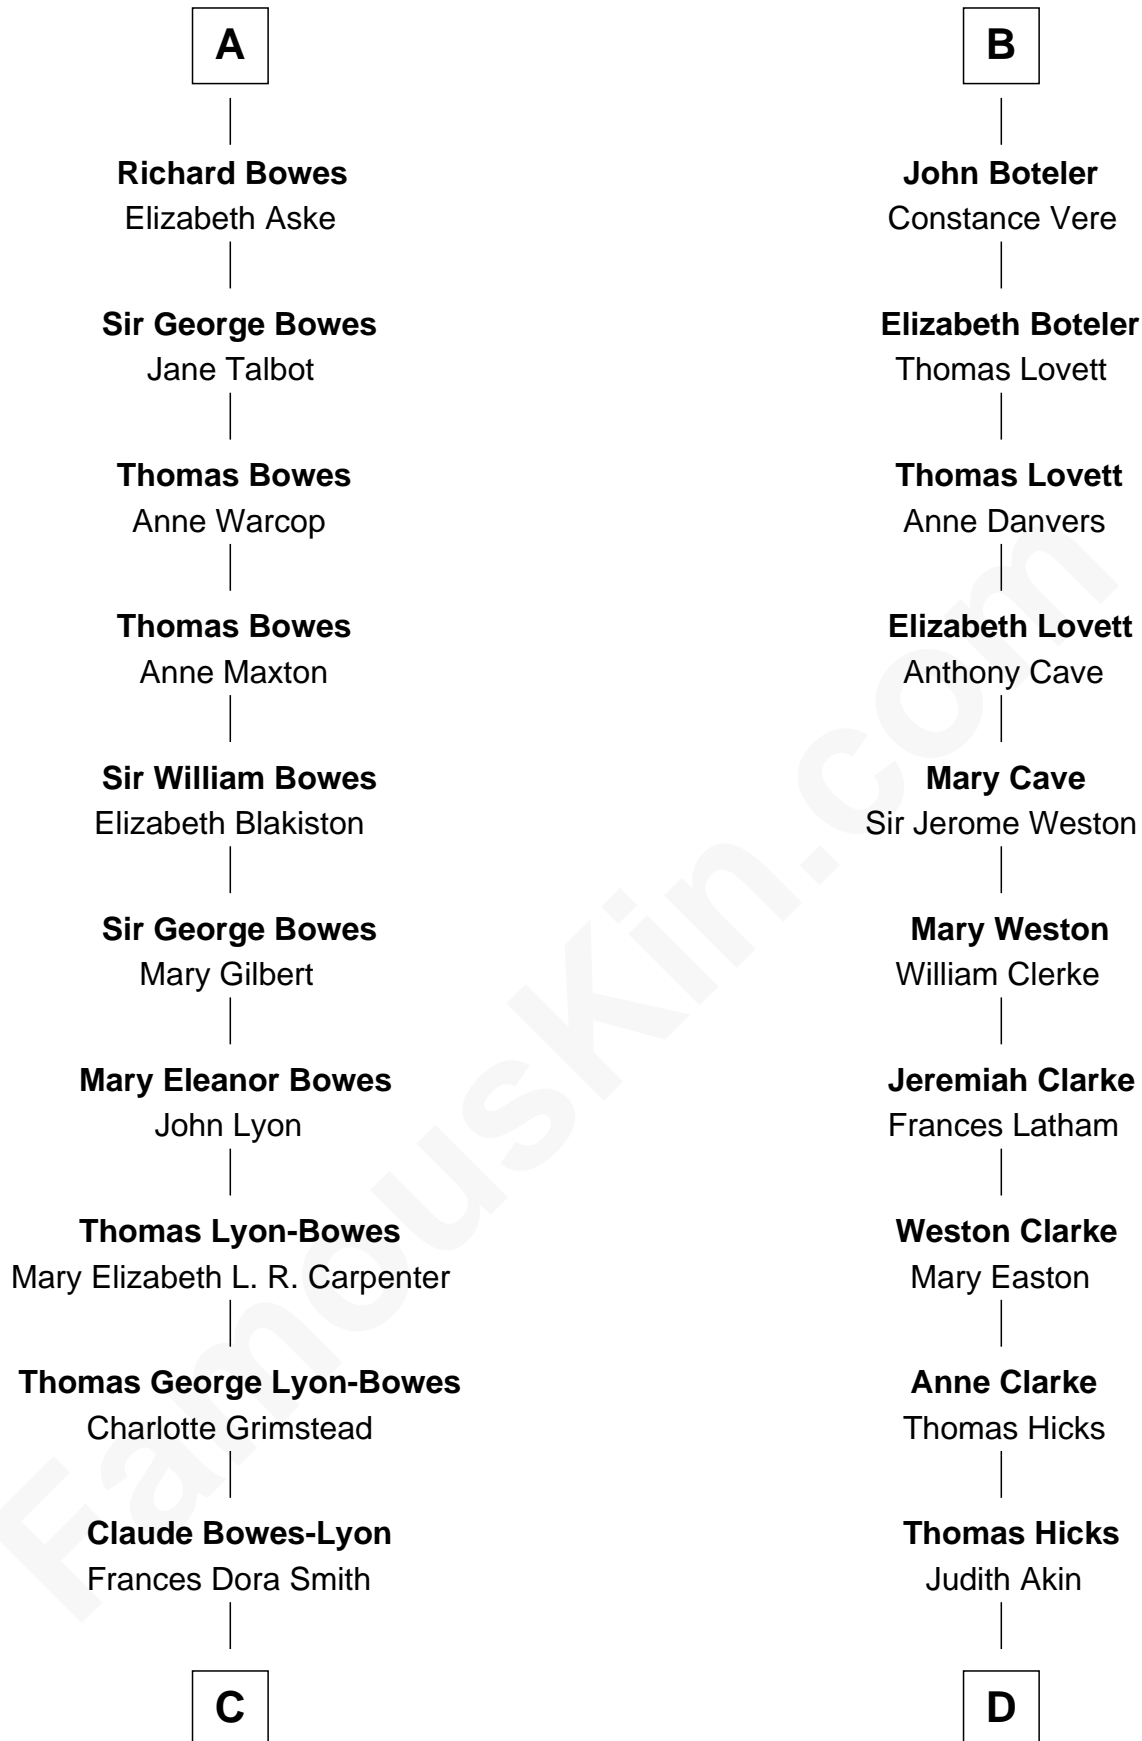 A
Richard Bowes
Elizabeth Aske
Sir George Bowes
Jane Talbot
Thomas Bowes
Anne Warcop
Thomas Bowes
Anne Maxton
Sir William Bowes
Elizabeth Blakiston
Sir George Bowes
Mary Gilbert
Mary Eleanor Bowes
John Lyon
Thomas Lyon-Bowes
Mary Elizabeth L. R. Carpenter
Thomas George Lyon-Bowes
Charlotte Grimstead
Claude Bowes-Lyon
Frances Dora Smith
C
B
John Boteler
Constance Vere
Elizabeth Boteler
Thomas Lovett
Thomas Lovett
Anne Danvers
Elizabeth Lovett
Anthony Cave
Mary Cave
Sir Jerome Weston
Mary Weston
William Clerke
Jeremiah Clarke
Frances Latham
Weston Clarke
Mary Easton
Anne Clarke
Thomas Hicks
Thomas Hicks
Judith Akin
D
FamousKin.com